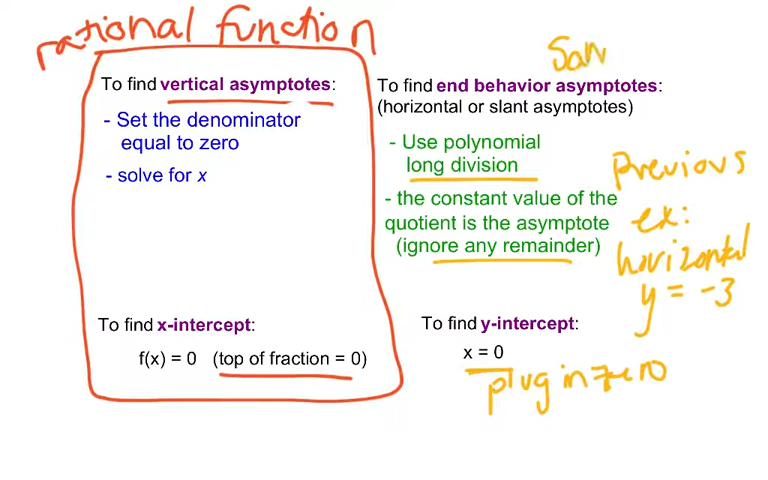 rational function
To find vertical asymptotes:
- Set the denominator
equal to zero
- solve for x
To find x-intercept:
f(x) = 0 (top of fraction = 0)
To find end behavior asymptotes:
(horizontal or slant asymptotes)
- Use polynomial
long division
- the constant value of the
quotient is the asymptote
(ignore any remainder)
Previous
ex:
horizontal
y = -3
To find y-intercept:
x = 0
plug in zero